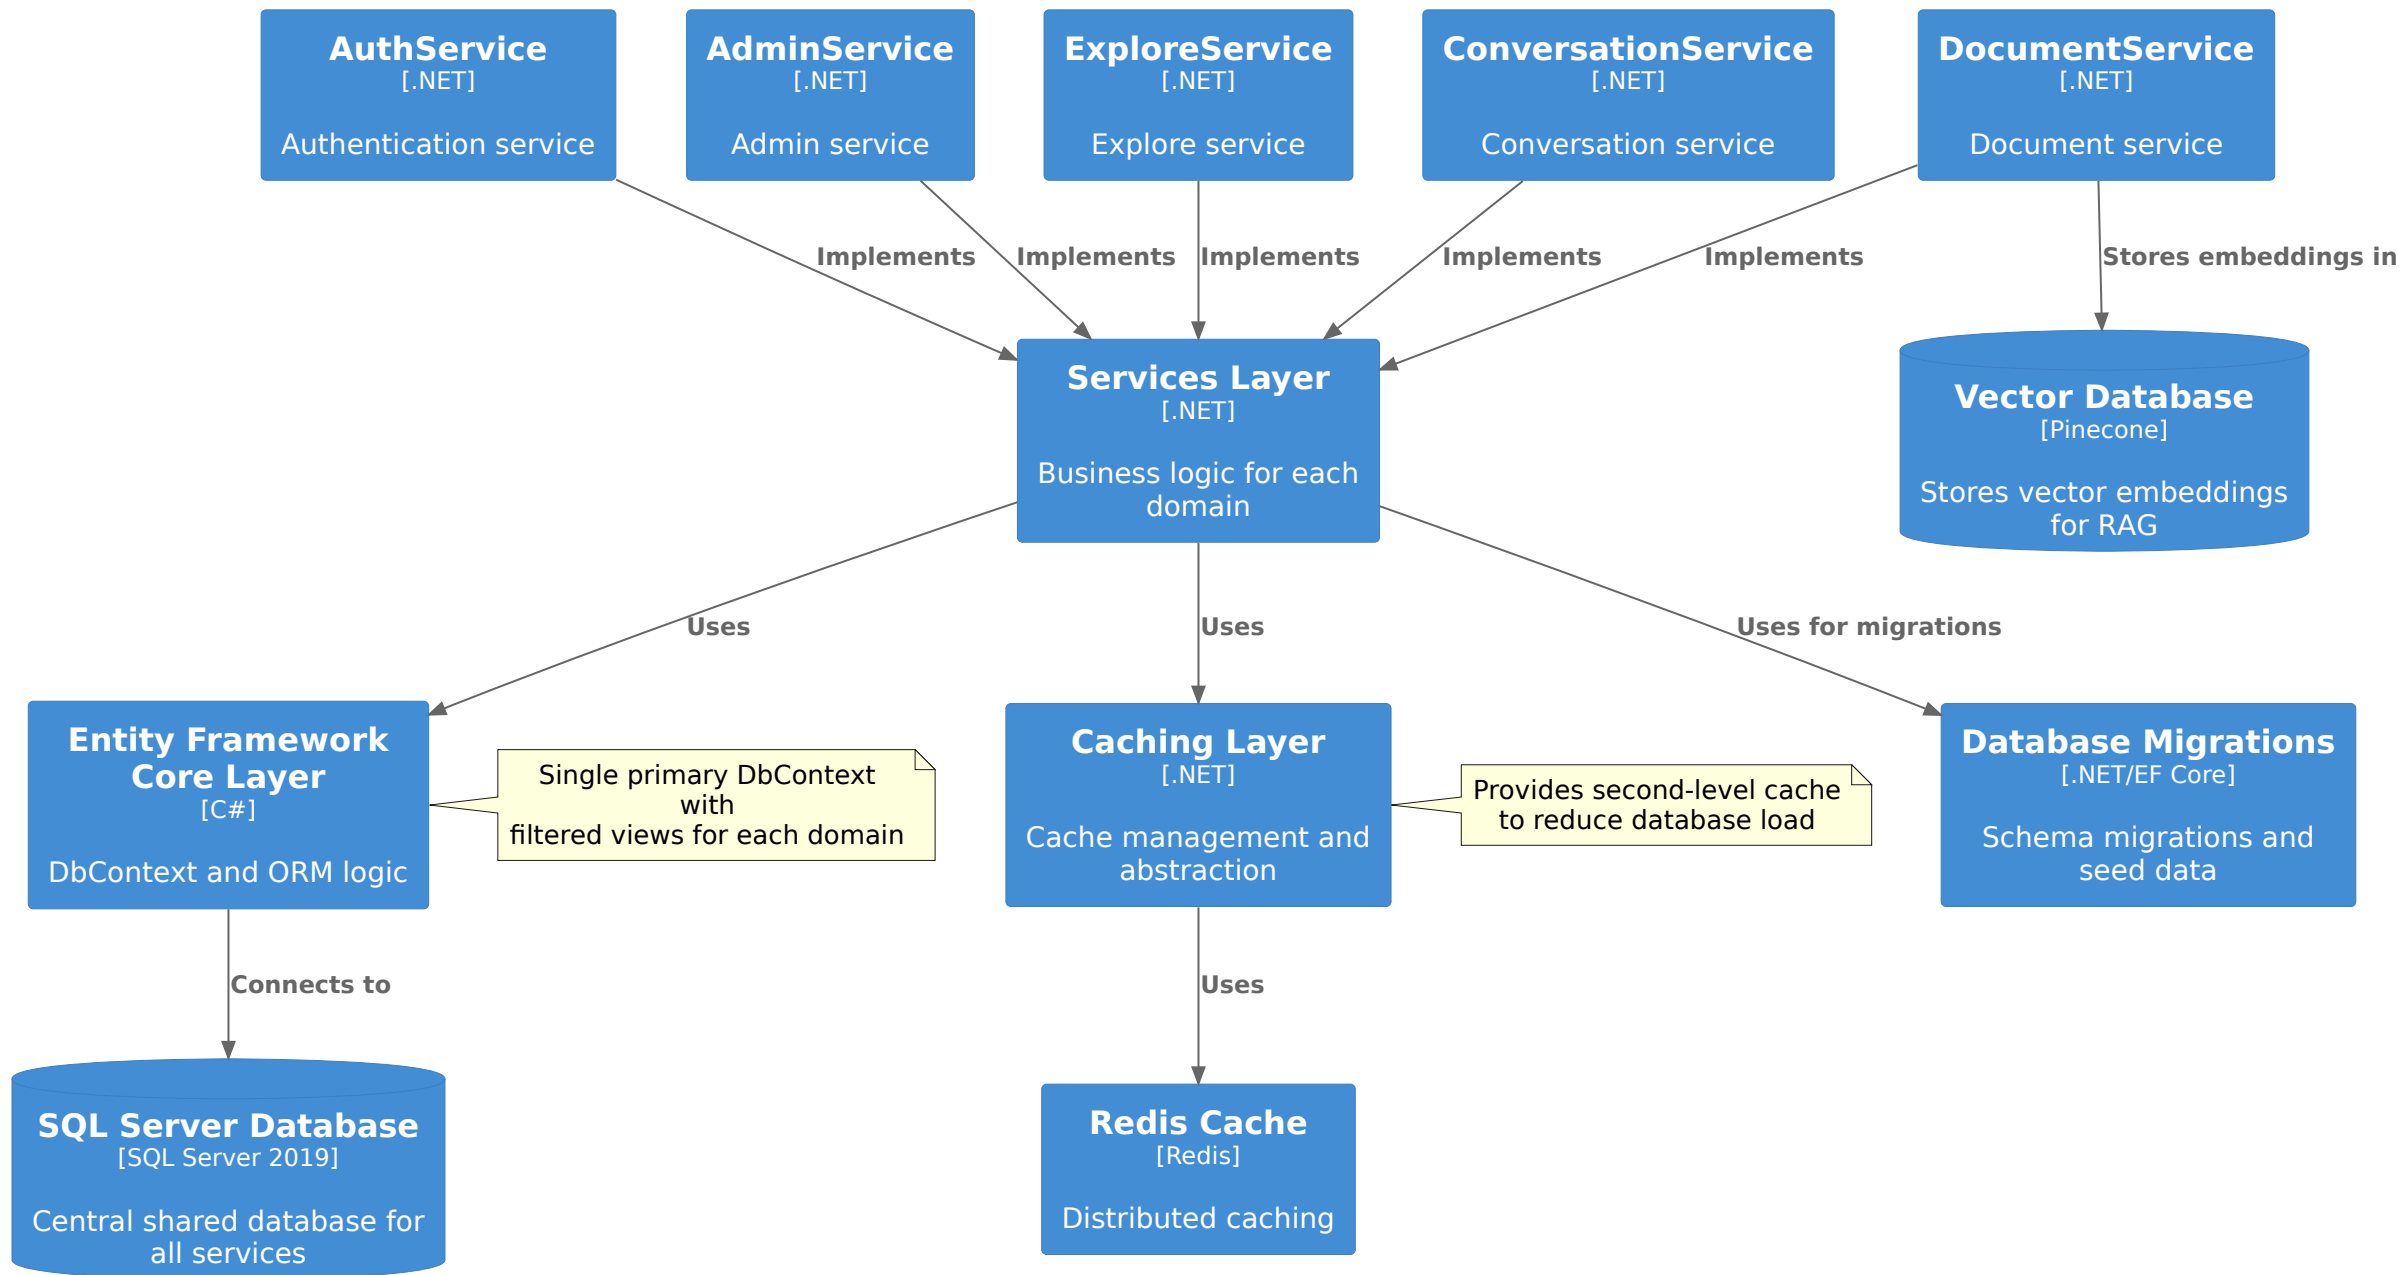 AuthService
[.NET]
Authentication service
AdminService
[.NET]
Admin service
ExploreService
[.NET]
Explore service
ConversationService
[.NET]
Conversation service
DocumentService
[.NET]
Document service
Implements
Implements
Implements
Implements
Implements
Stores embeddings in
Services Layer
[.NET]
Business logic for each
domain
Vector Database
[Pinecone]
Stores vector embeddings
for RAG
Uses
Uses
Uses for migrations
Entity Framework
Core Layer
[C#]
DbContext and ORM logic
Single primary DbContext
with
filtered views for each domain
Caching Layer
[.NET]
Cache management and
abstraction
Provides second-level cache
to reduce database load
Database Migrations
[.NET/EF Core]
Schema migrations and
seed data
Connects to
Uses
SQL Server Database
[SQL Server 2019]
Central shared database for
all services
Redis Cache
[Redis]
Distributed caching